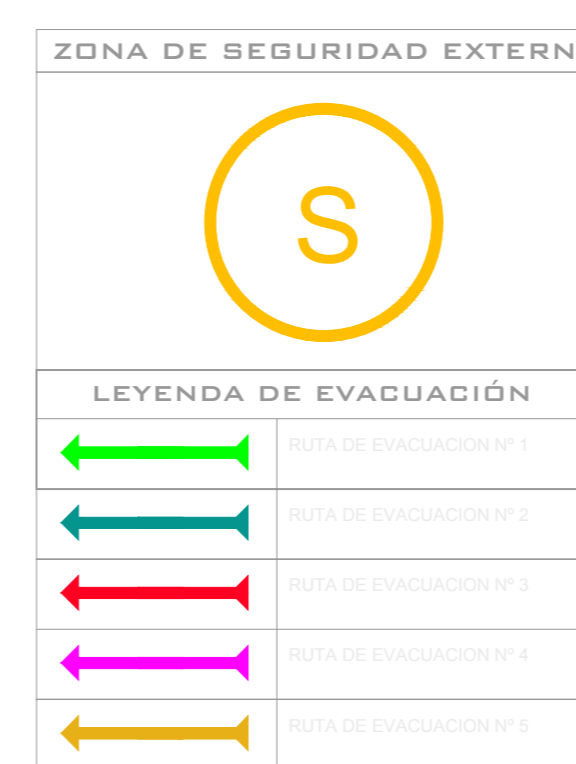 ZONA DE SEGURIDAD EXTERN
S
LEYENDA DE EVACUACIÓN
RUTA DE EVACUACION Nº 1
RUTA DE EVACUACION Nº 2
RUTA DE EVACUACION Nº 3
RUTA DE EVACUACION Nº 4
RUTA DE EVACUACION Nº 5